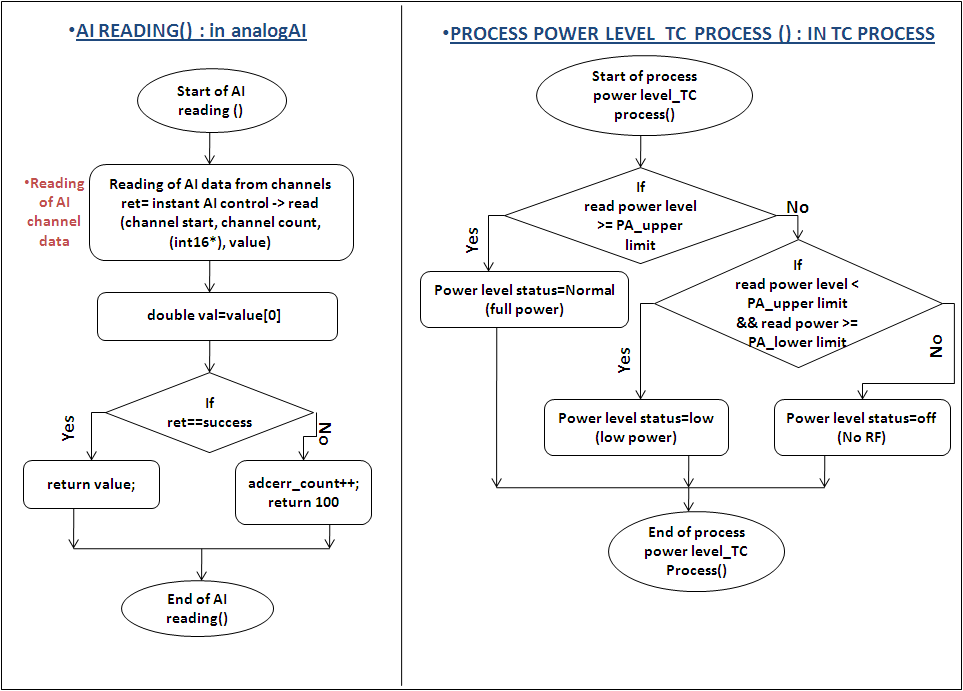 •AI READING() : in analogAI
Start of AI
reading ()
•Reading
of AI
channel
data
Reading of AI data from channels
ret= instant AI control -> read
(channel start, channel count,
(int16*), value)
double val=value[0]
If
ret==success
Yes
No
return value;
adcerr_count++;
return 100
End of AI
reading()
•PROCESS POWER LEVEL_TC PROCESS () : IN TC PROCESS
Start of process
power level_TC
process()
If
read power level
>= PA_upper
limit
Yes
No
Power level status=Normal
(full power)
If
read power level <
PA_upper limit
&& read power >=
PA_lower limit
Yes
No
Power level status=low
(low power)
Power level status=off
(No RF)
End of process
power level_TC
Process()